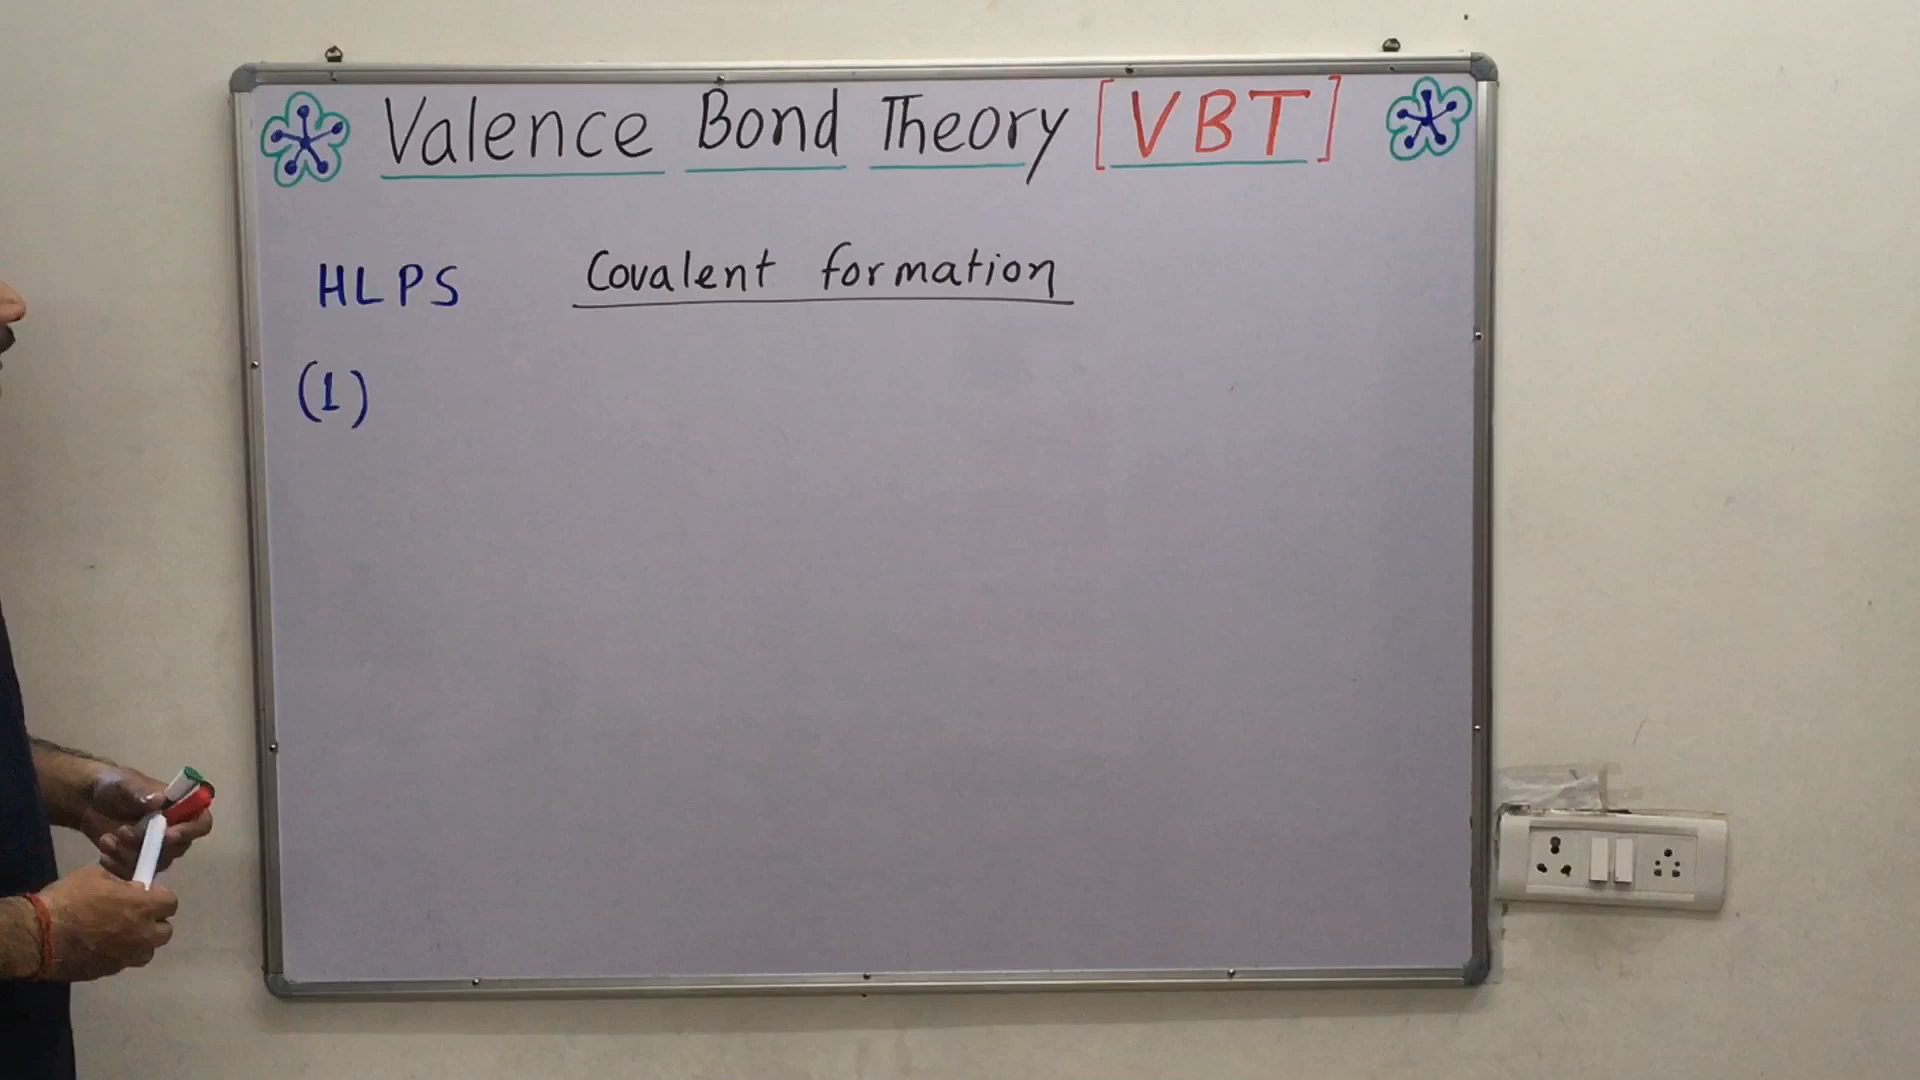 Valence Bond Theory [VBT]
HLPS Covalent formation
(1)